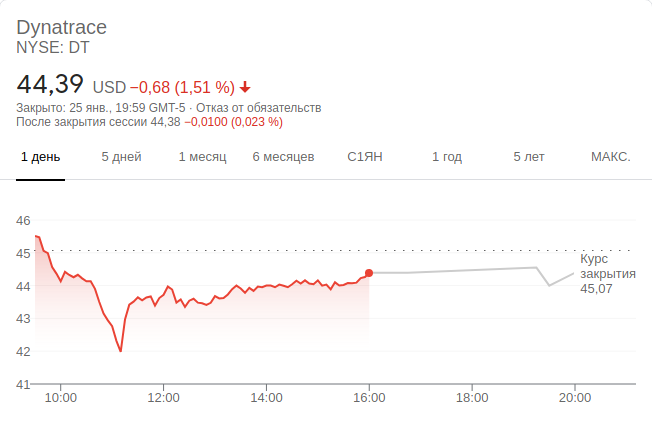 Dynatrace
NYSE: DT
44,39 USD −0,68 (1,51 %)
Закрыто: 25 янв., 19:59 GMT-5 · Отказ от обязательств
После закрытия сессии 44,38 −0,0100 (0,023 %)
1 день 5 дней 1 месяц 6 месяцев С1ЯН 1 год 5 лет МАКС.
46
45
44
43
42
41
Курс
закрытия
45,07
10:00 12:00 14:00 16:00 18:00 20:00